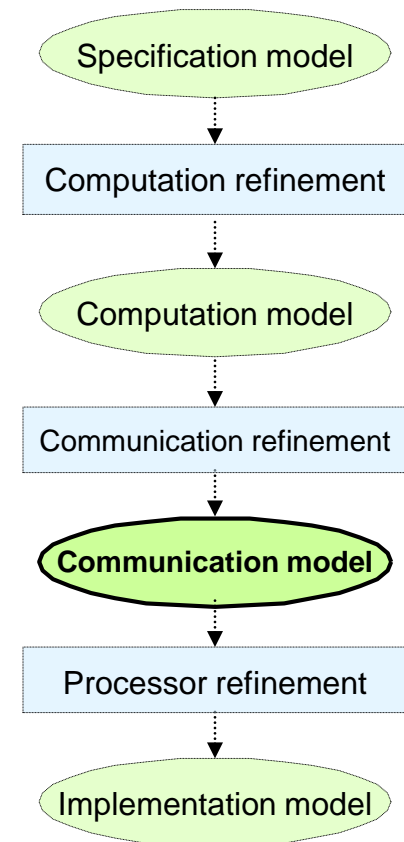 Specification model
Computation refinement
Computation model
Communication refinement
Communication model
Processor refinement
Implementation model